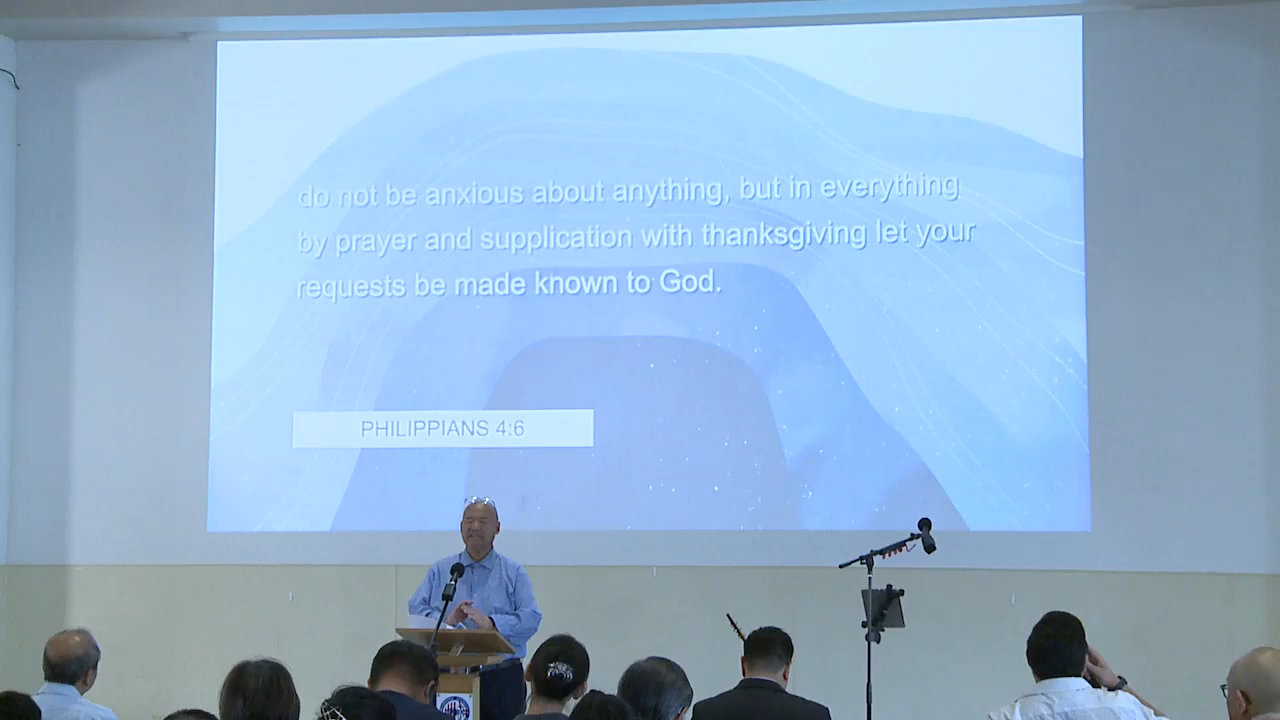 do not be anxious about anything, but in everything
by prayer and supplication with thanksgiving let your
requests be made known to God.
PHILIPPIANS 4:6